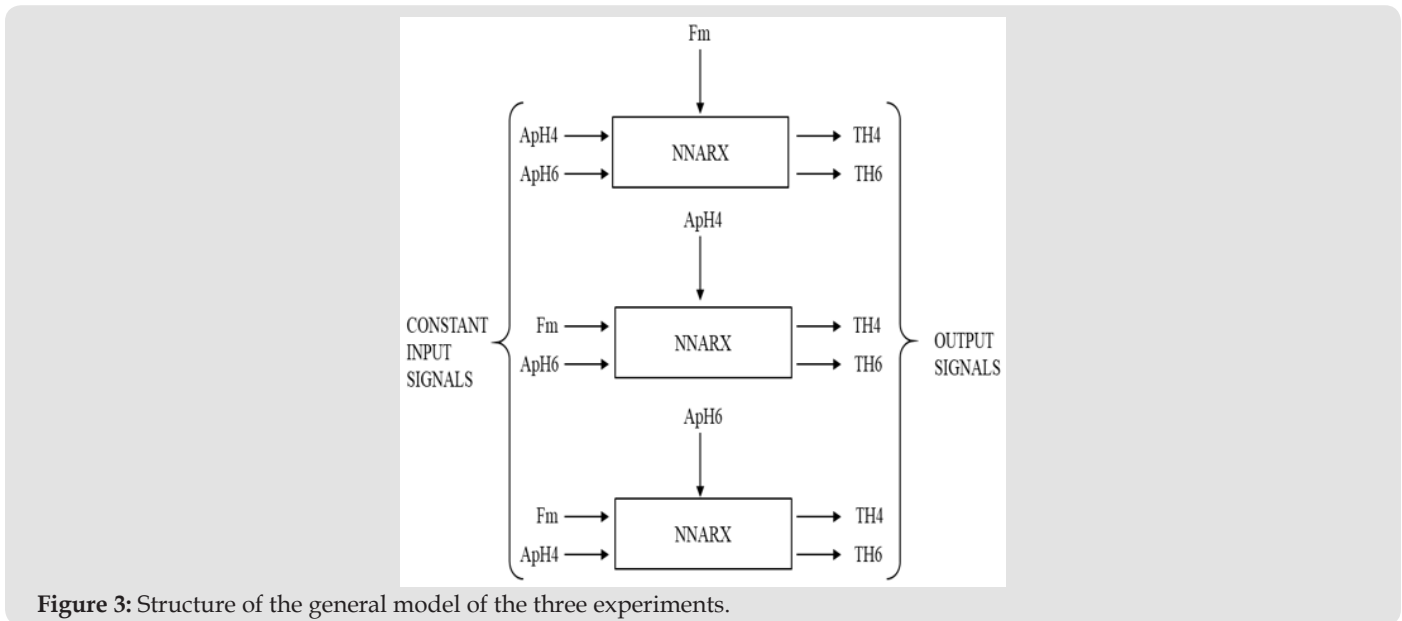 Fm
ApH4
ApH6
NNARX
TH4
TH6
ApH4
CONSTANT
INPUT
SIGNALS
Fm
ApH6
NNARX
TH4
TH6
OUTPUT
SIGNALS
ApH6
Fm
ApH4
NNARX
TH4
TH6
Figure 3: Structure of the general model of the three experiments.